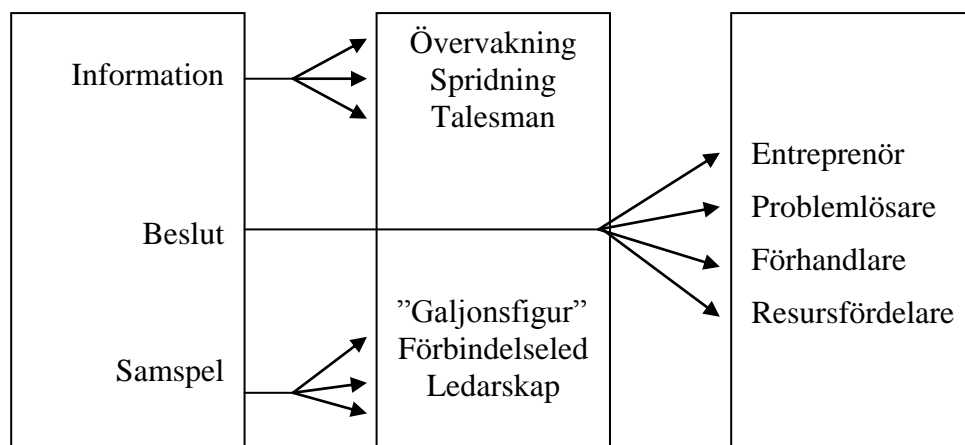 Information
Beslut
Samspel
Övervakning
Spridning
Talesman
”Galjonsfigur”
Förbindelseled
Ledarskap
Entreprenör
Problemlösare
Förhandlare
Resursfördelare